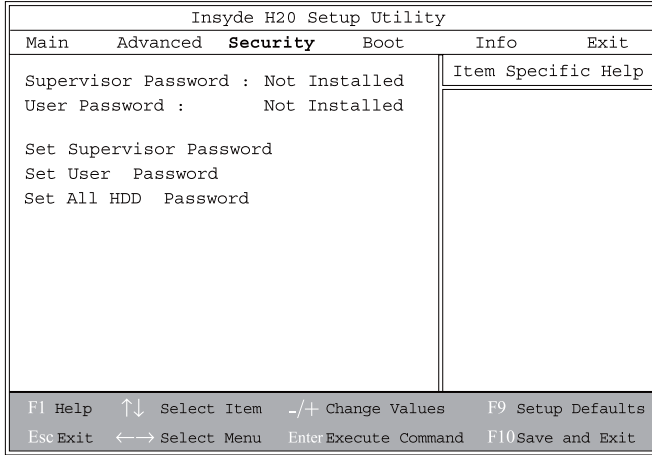 Insyde H20 Setup Utility
Main Advanced Security Boot Info Exit
Supervisor Password : Not Installed
User Password : Not Installed
Set Supervisor Password
Set User Password
Set All HDD Password
Item Specific Help
F1 Help ↑↓ Select Item -/+ Change Values F9 Setup Defaults
Esc Exit ←→ Select Menu Enter Execute Command F10 Save and Exit